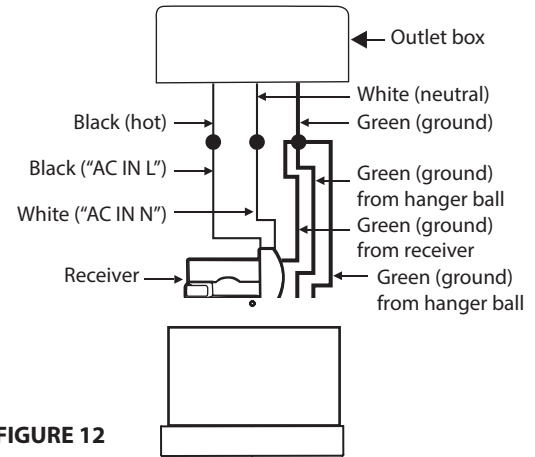 Outlet box
White (neutral)
Black (hot)
Green (ground)
Black (“AC IN L”)
Green (ground)
from hanger ball
White (“AC IN N”)
Green (ground)
from receiver
Receiver
Green (ground)
from hanger ball
FIGURE 12